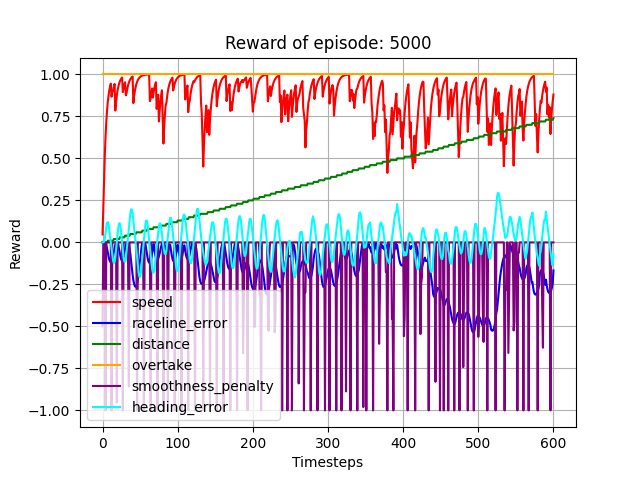 Reward of episode: 5000
Reward
1.00
0.75
0.50
0.25
0.00
−0.25
−0.50
−0.75
−1.00
speed
raceline_error
distance
overtake
smoothness_penalty
heading_error
0 100 200 300 400 500 600
Timesteps